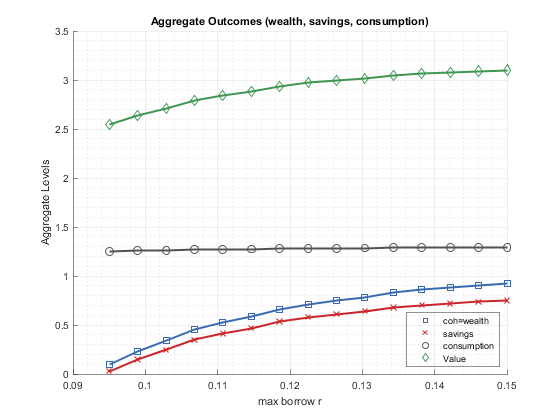 Aggregate Outcomes (wealth, savings, consumption)
3.5
3
2.5
2
1.5
1
0.5
0
Aggregate Levels
0.09
0.1
0.11
0.12
0.13
0.14
0.15
max borrow r
coh=wealth
savings
consumption
Value